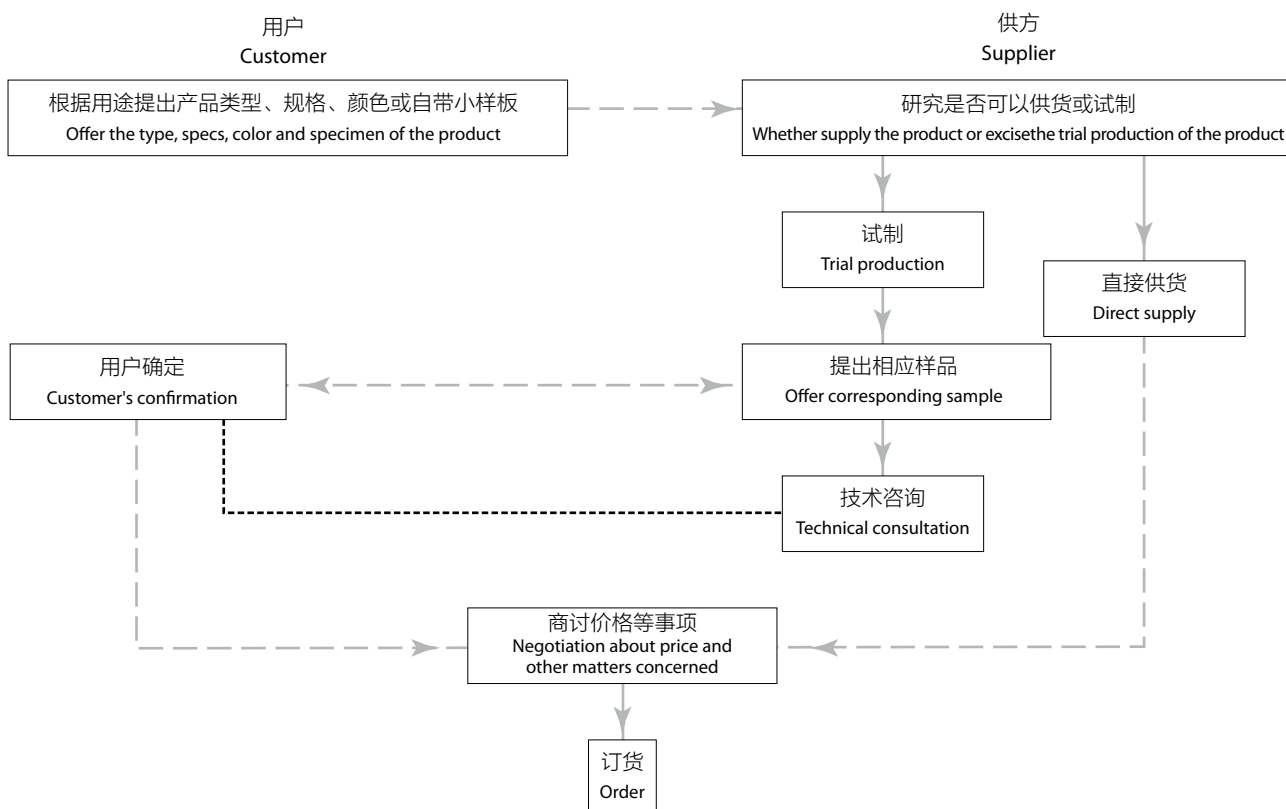 用户
Customer
供方
Supplier
根据用途提出产品类型、规格、颜色或自带小样板
Offer the type, specs, color and specimen of the product
研究是否可以供货或试制
Whether supply the product or excisethe trial production of the product
试制
Trial production
直接供货
Direct supply
用户确定
Customer's confirmation
提出相应样品
Offer corresponding sample
技术咨询
Technical consultation
商讨价格等事项
Negotiation about price and
other matters concerned
订货
Order